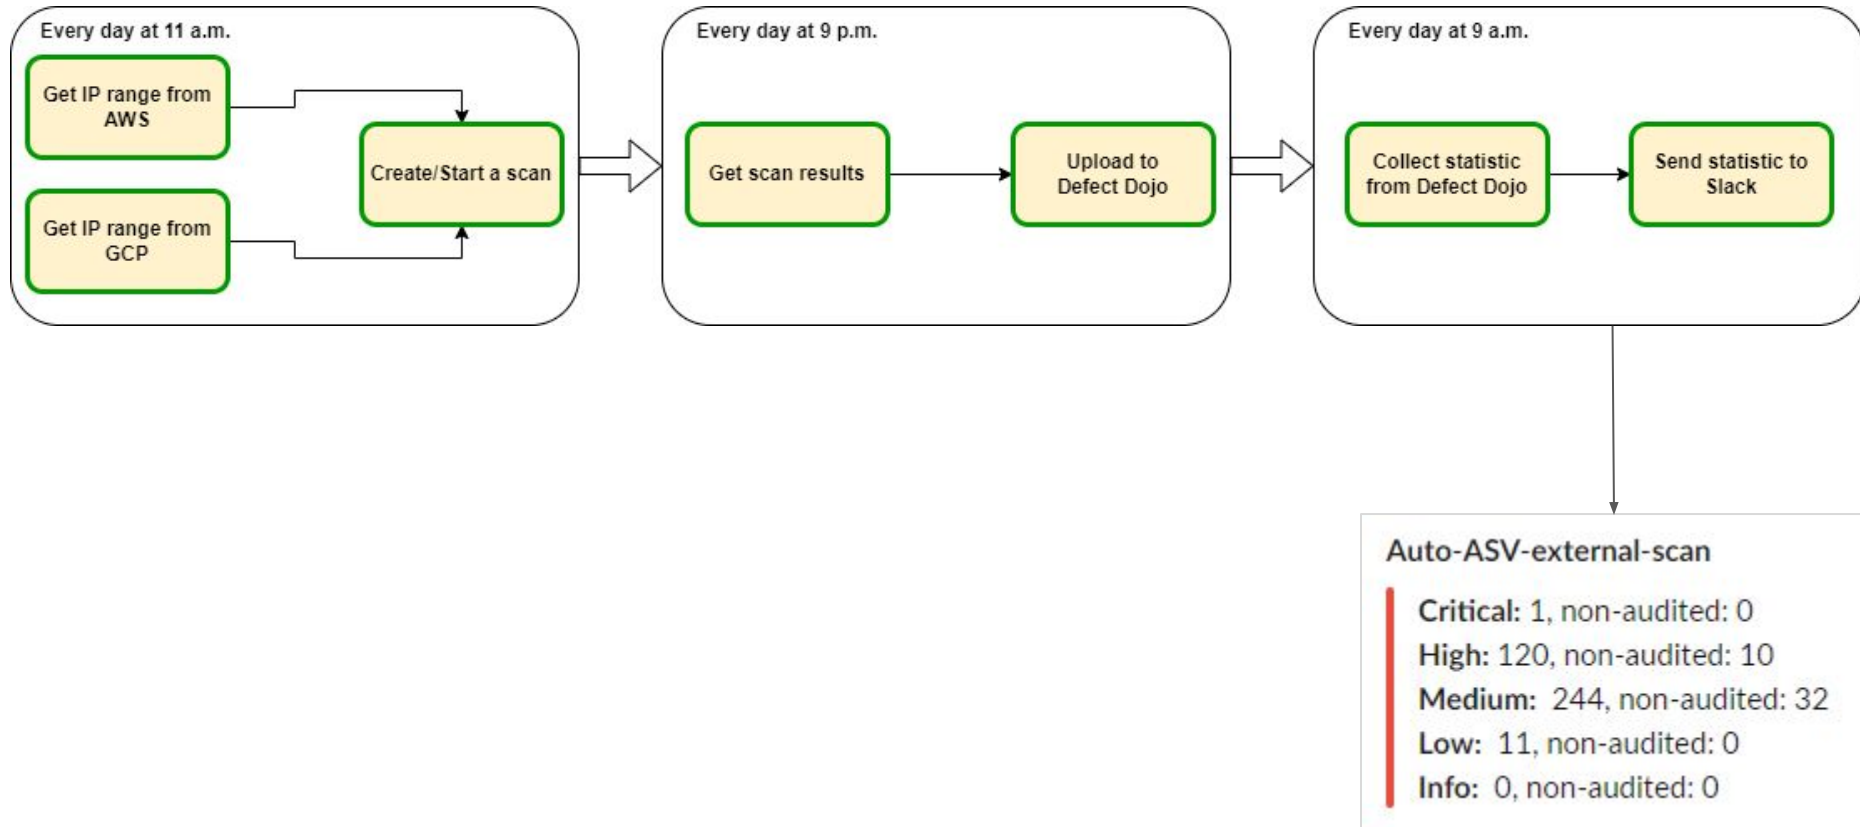 Every day at 11 a.m.
Get IP range from
AWS
Get IP range from
GCP
Create/Start a scan
Every day at 9 p.m.
Get scan results
Upload to
Defect Dojo
Every day at 9 a.m.
Collect statistic
from Defect Dojo
Send statistic to
Slack
Auto-ASV-external-scan
Critical: 1, non-audited: 0
High: 120, non-audited: 10
Medium: 244, non-audited: 32
Low: 11, non-audited: 0
Info: 0, non-audited: 0